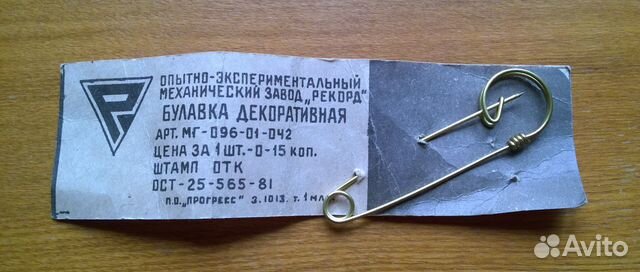 ОПЫТНО-ЭКСПЕРИМЕНТАЛЬНЫЙ
МЕХАНИЧЕСКИЙ ЗАВОД „РЕКОРД"
БУЛАВКА ДЕКОРАТИВНАЯ
АРТ. МГ-096-01-042
ЦЕНА ЗА 1 ШТ.-0-15 КОП.
ШТАМП ОТК
ОСТ-25-565-81
П.О. „ПРОГРЕСС" З.1013. Т. 1 МЛ
Avito